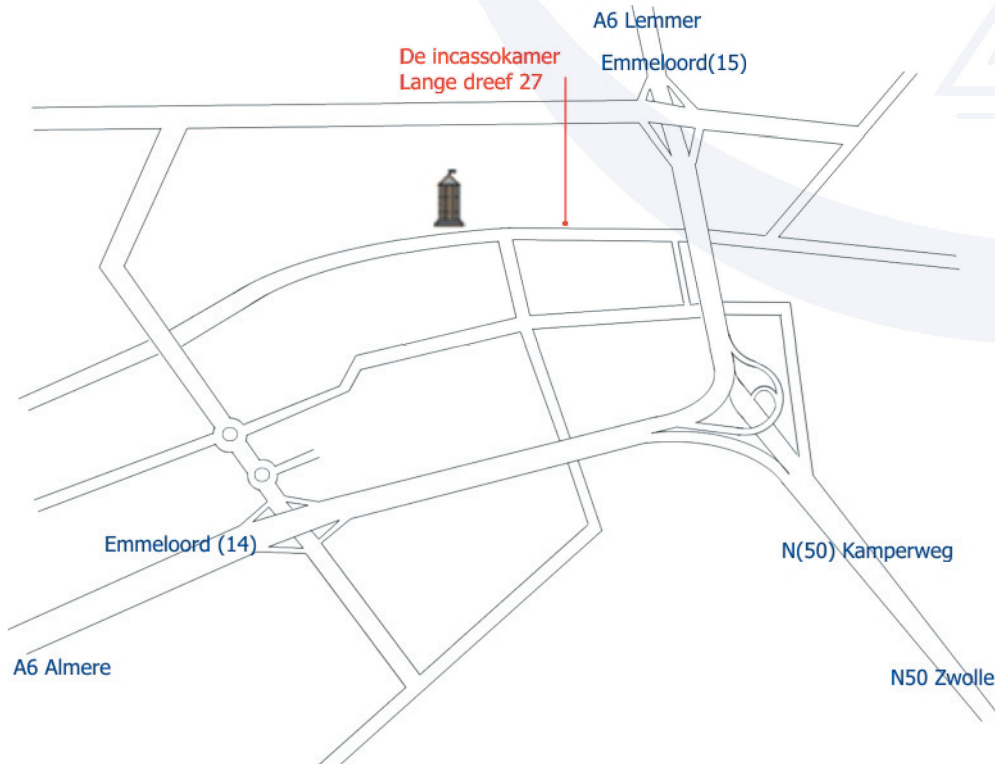 A6 Lemmer
Emmeloord(15)
De incassokamer
Lange dreef 27
Emmeloord (14)
N(50) Kamperweg
A6 Almere
N50 Zwolle